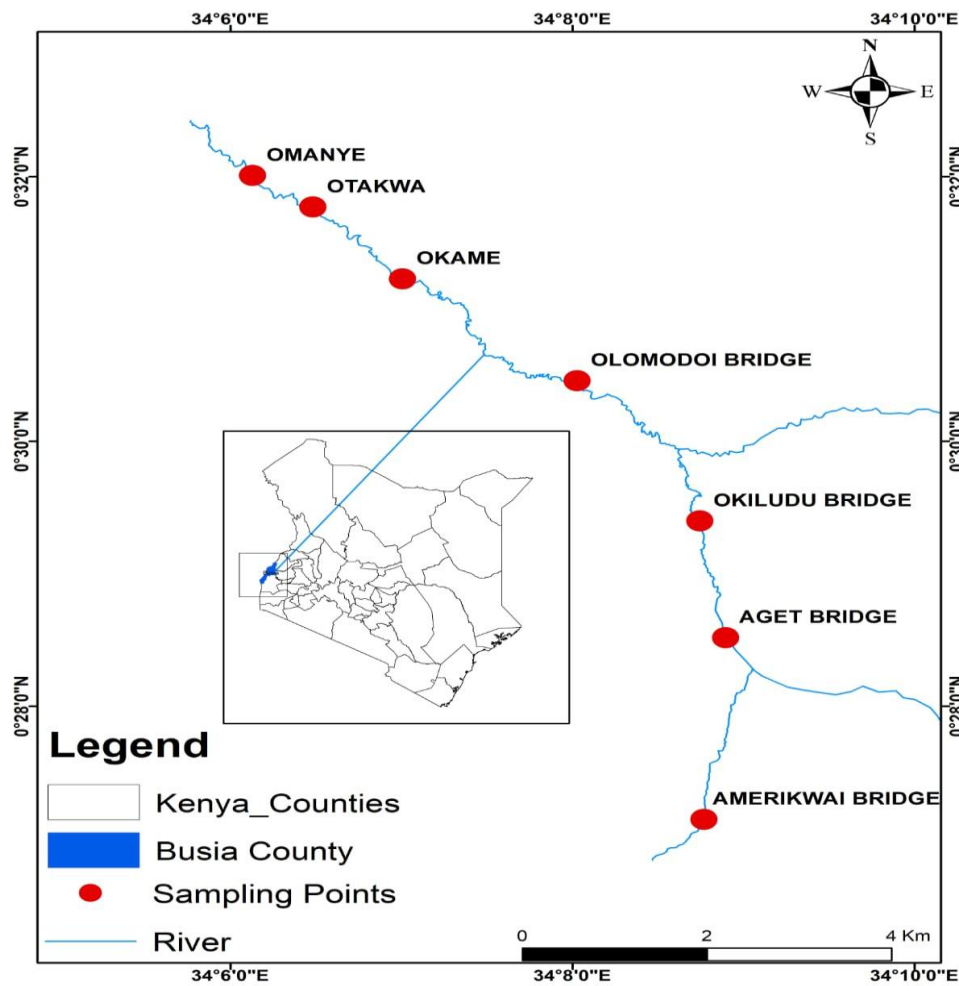 34°6'0"E 34°8'0"E 34°10'0"E
N
W E
S
OMANYE
0°32'0"N 0°32'0"N
OTAKWA
OKAME
OLOMODOI BRIDGE
0°30'0"N 0°30'0"N
OKILUDU BRIDGE
AGET BRIDGE
0°28'0"N 0°28'0"N
Legend
Kenya_Counties
AMERIKWAI BRIDGE
Busia County
Sampling Points
River
0 2 4 Km
34°6'0"E 34°8'0"E 34°10'0"E